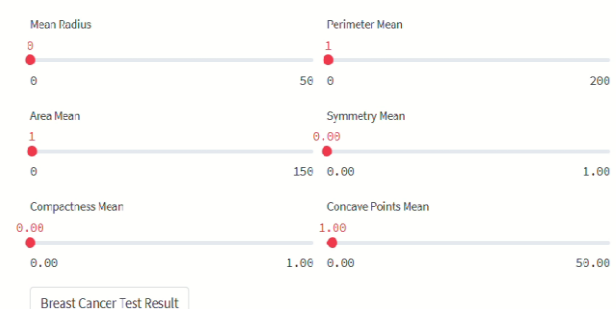 Mean Radius Perimeter Mean
0 1
0 50 0 200
Area Mean Symmetry Mean
1 0.00
0 150 0.00 1.00
Compactness Mean Concave Points Mean
0.00 1.00
0.00 1.00 0.00 50.00
Breast Cancer Test Result